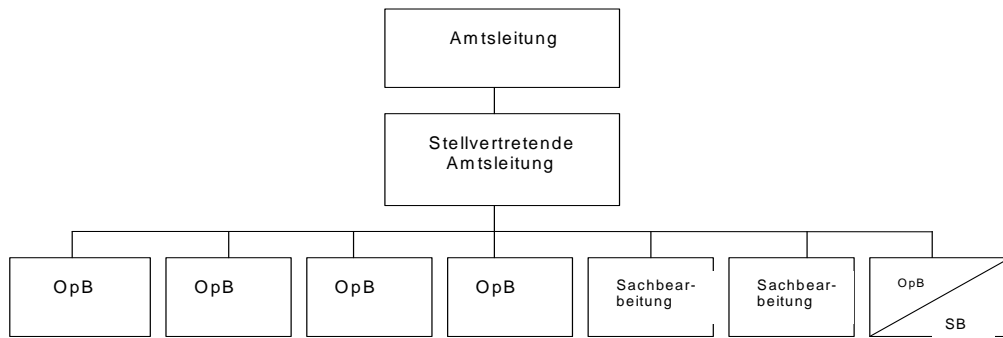 Amtsleitung
Stellvertretende
Amtsleitung
OpB
OpB
OpB
OpB
Sachbear-
beitung
Sachbear-
beitung
OpB
SB